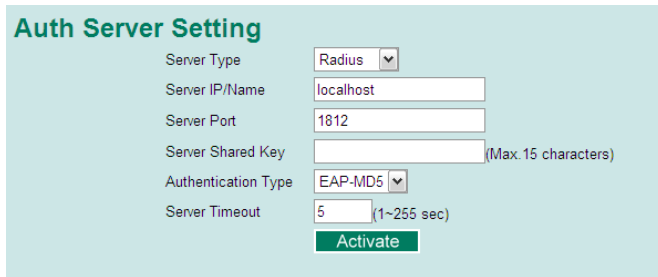 Auth Server Setting
Server Type Radius
Server IP/Name localhost
Server Port 1812
Server Shared Key (Max.15 characters)
Authentication Type EAP-MD5
Server Timeout 5 (1~255 sec)
Activate